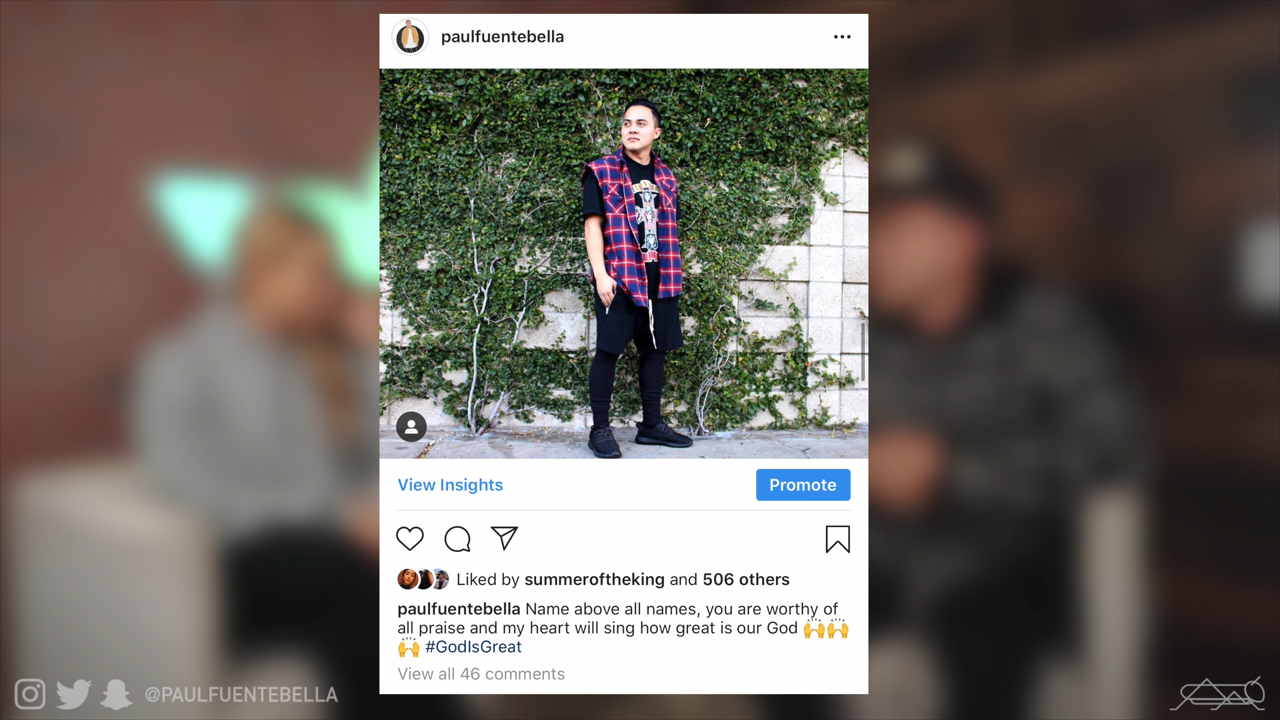 paulfuentebella
View Insights
Promote
Liked by summeroftheking and 506 others
paulfuentebella Name above all names, you are worthy of
all praise and my heart will sing how great is our God 🙌🙌
🙌 #GodIsGreat
View all 46 comments
@PAULFUENTEBELLA